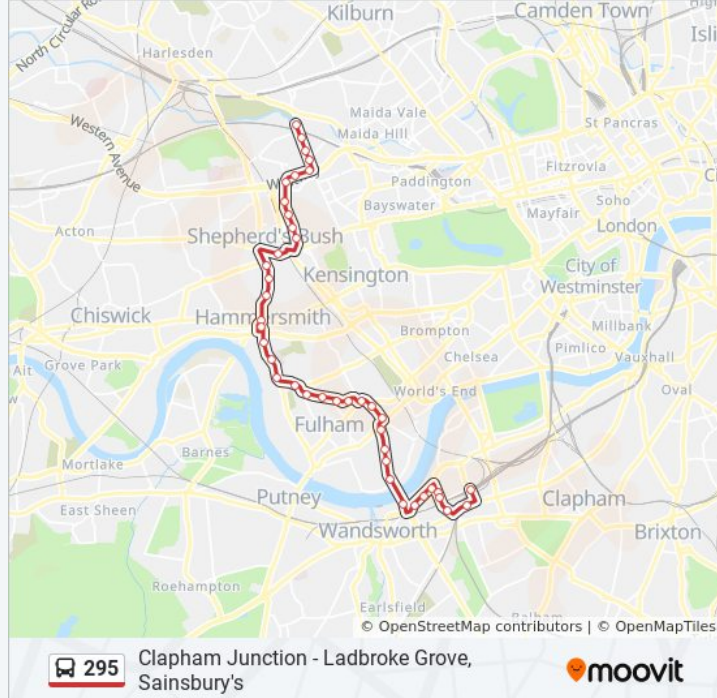 Kilburn
Camden Town
Isli
North Circular Ro
Harlesden
Maida Vale
Maida Hill
St Pancras
Western Avenue
Fitzrovia
Paddington
Soho
Bayswater
Mayfair
London
Acton
Shepherd's Bush
Kensington
City of
Westminster
Chiswick
Hammersmith
Brompton
Millbank
Pimlico
Vauxhall
Chelsea
Ait
Grove Park
World's End
Oval
Fulham
Barnes
Mortlake
Putney
Clapham
East Sheen
Wandsworth
Brixton
Roehampton
Earlsfield
Balham
© OpenStreetMap contributors | © OpenMapTiles
295
Clapham Junction - Ladbroke Grove,
Sainsbury's
moovit